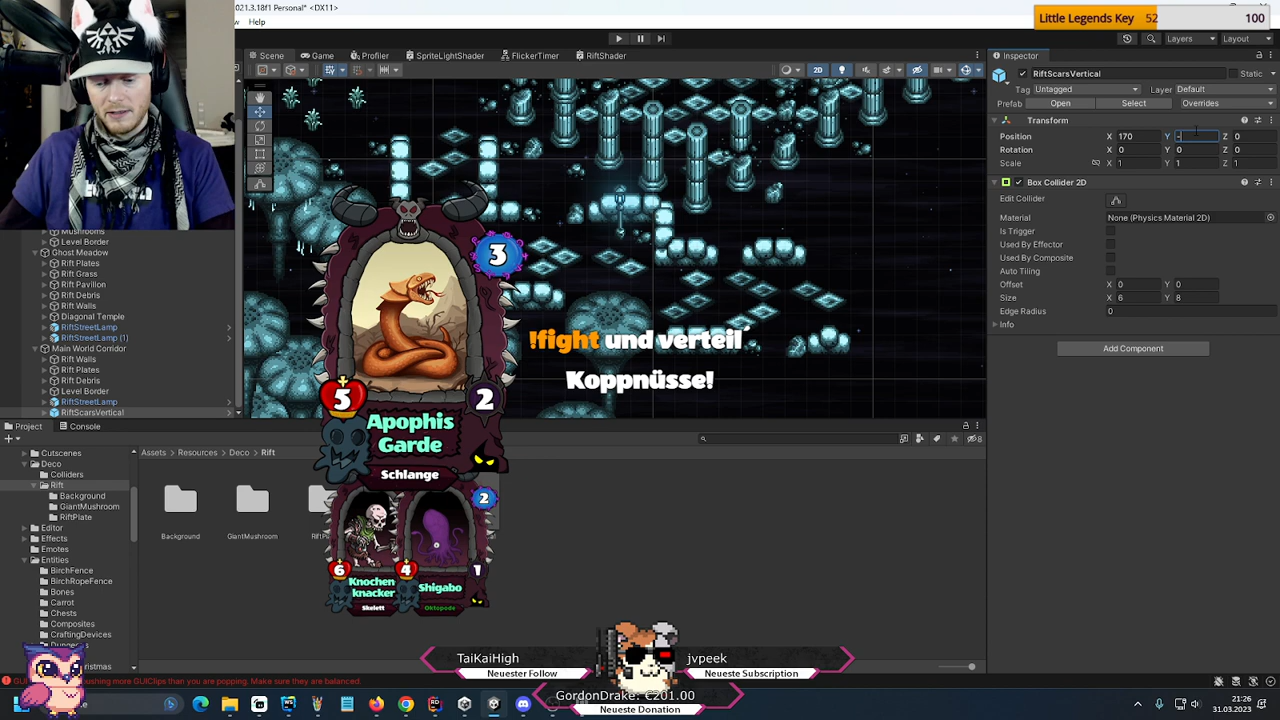 021.3.18f1 Personal* <DX11>
Help
Little Legends Key 52 100
Layers
Layout
Scene
Game
Profiler
SpriteLightShader
FlickerTimer
RiftShader
2D
Inspector
RiftScarsVertical
Static
Tag Untagged Layer Default
Prefab Open Select Overrides
Transform
Position X 170 Y - Z 0
Rotation X 0 Y 0 Z 0
Scale X 1 Y 1 Z 1
Box Collider 2D
Edit Collider
Material None (Physics Material 2D)
Is Trigger
Used By Effector
Used By Composite
Auto Tiling
Offset X 0 Y 0
Size X 6 Y 8
Edge Radius 0
Info
Add Component
Mushrooms
Level Border
Ghost Meadow
Rift Plates
Rift Grass
Rift Pavillion
Rift Debris
Rift Walls
Diagonal Temple
RiftStreetLamp
RiftStreetLamp (1)
Main World Corridor
Rift Walls
Rift Plates
Rift Debris
Level Border
RiftStreetLamp
RiftScarsVertical
3
5
2
Apophis
Garde
Schlange
!fight und verteil´
Koppnüsse!
2
6
4
1
Knochen
knacker
Skelett
Shigabo
Oktopode
Project
Console
8
Cutscenes
Deco
Colliders
Rift
Background
GiantMushroom
RiftPlate
Editor
Effects
Emotes
Entities
BirchFence
BirchRopeFence
Bones
Carrot
Chests
Composites
CraftingDevices
Assets > Resources > Deco > Rift
Background
GiantMushroom
TaiKaiHigh
Neuester Follow
jvpeek
Neueste Subscription
GordonDrake: €201.00
Neueste Donation
21:26
31.03.2023